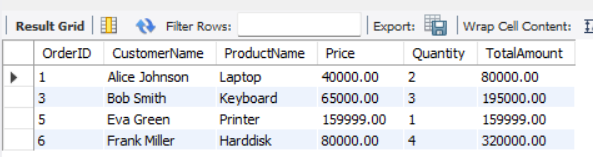 Result Grid Filter Rows: Export: Wrap Cell Content:
OrderID CustomerName ProductName Price Quantity TotalAmount
1 Alice Johnson Laptop 40000.00 2 80000.00
3 Bob Smith Keyboard 65000.00 3 195000.00
5 Eva Green Printer 159999.00 1 159999.00
6 Frank Miller Harddisk 80000.00 4 320000.00